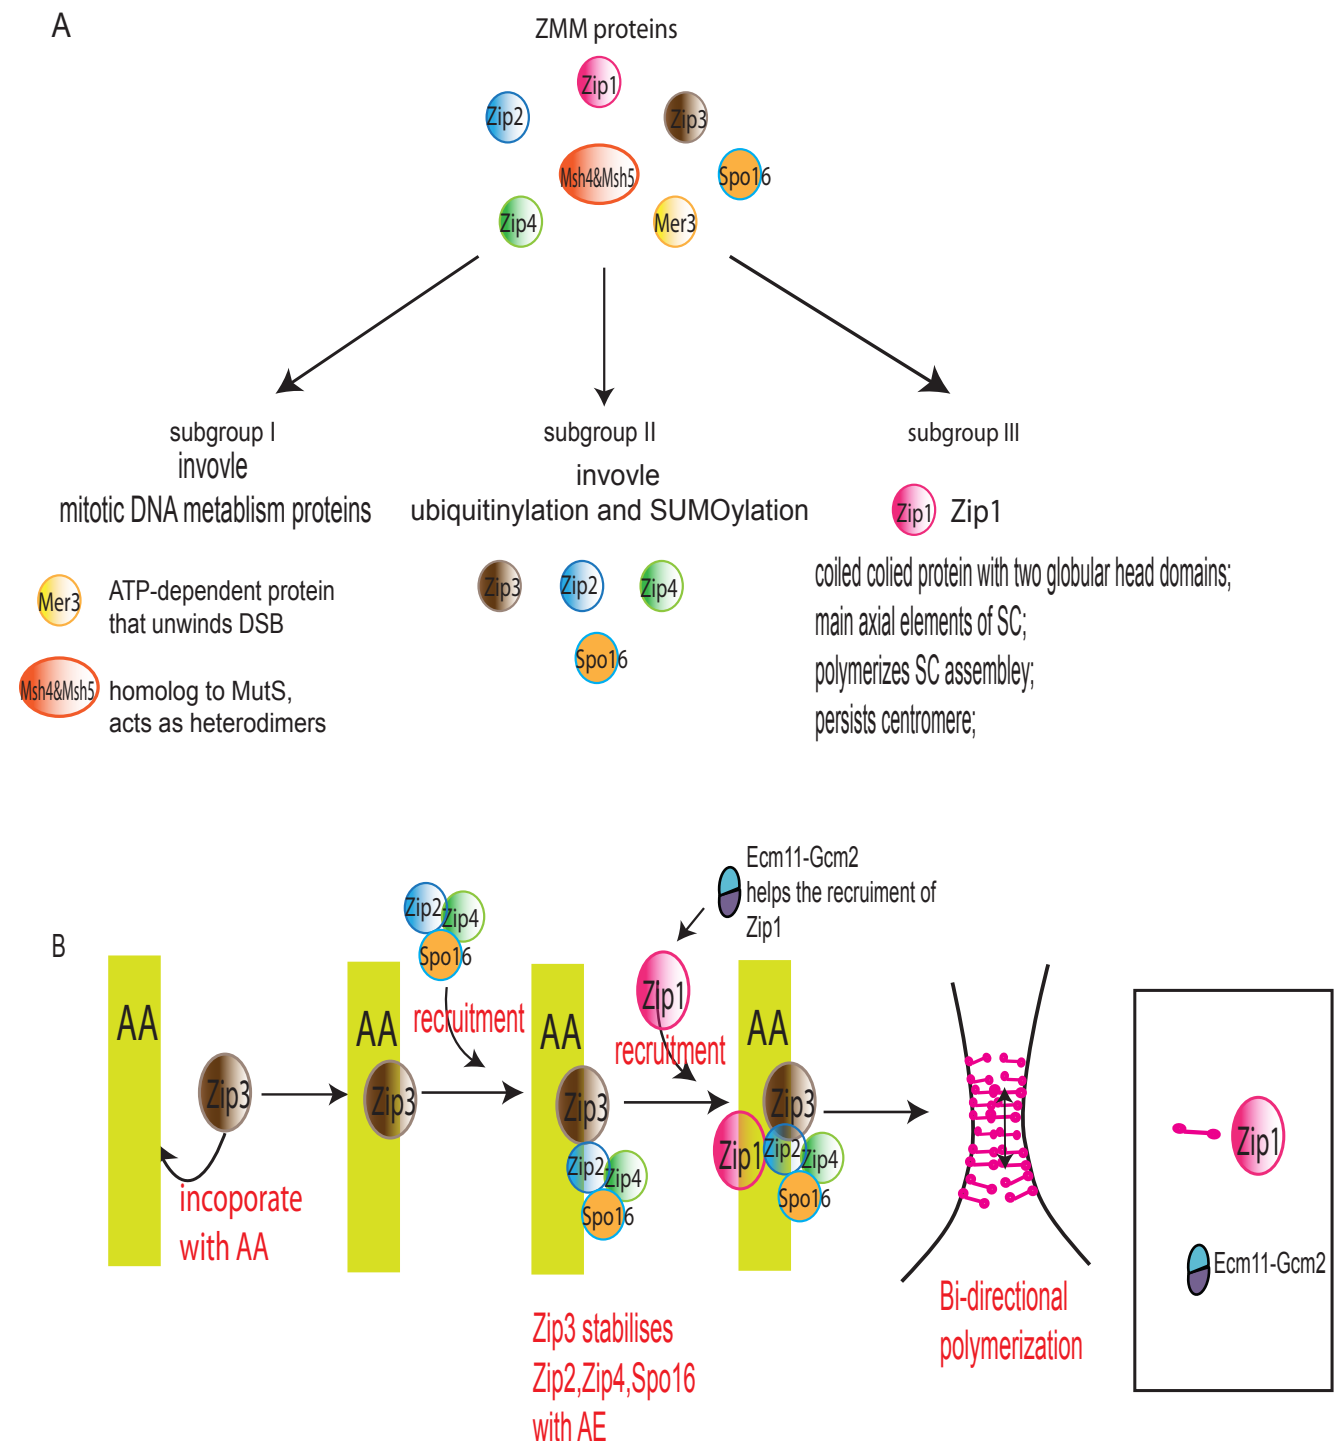 A
ZMM proteins
Zip1
Zip2
Zip3
Msh4&Msh5
Spo16
Zip4
Mer3
subgroup I
invovle
mitotic DNA metablism proteins
Mer3
ATP-dependent protein
that unwinds DSB
Msh4&Msh5
homolog to MutS,
acts as heterodimers
subgroup II
invovle
ubiquitinylation and SUMOylation
Zip3
Zip2
Zip4
Spo16
subgroup III
Zip1
Zip1
coiled colied protein with two globular head domains;
main axial elements of SC;
polymerizes SC assembley;
persists centromere;
B
AA
Zip3
incoporate
with AA
AA
Zip3
Zip2
Zip4
Spo16
recruitment
AA
Zip3
Zip2
Zip4
Spo16
Zip3 stabilises
Zip2,Zip4,Spo16
with AE
Ecm11-Gcm2
helps the recruiment of
Zip1
Zip1
recruitment
AA
Zip3
Zip1
Zip2
Zip4
Spo16
Bi-directional
polymerization
Zip1
Ecm11-Gcm2